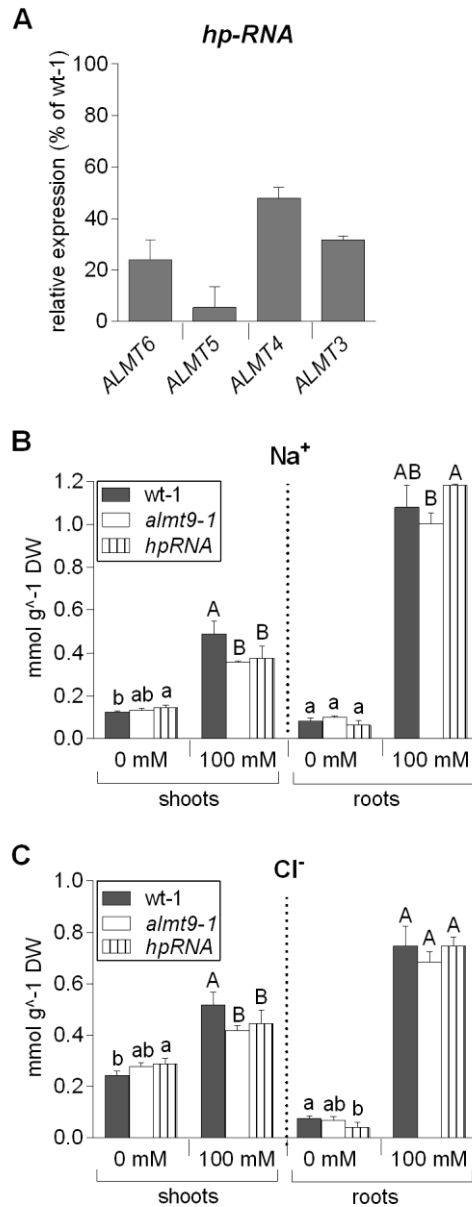 A
hp-RNA
relative expression (% of wt-1)
100
80
60
40
20
0
ALMT6
ALMT5
ALMT4
ALMT3
B
Na+
wt-1
almt9-1
hpRNA
mmol g^-1 DW
1.2
1.0
0.8
0.6
0.4
0.2
0.0
b ab a
A B B
a a a
AB B A
0 mM 100 mM 0 mM 100 mM
shoots roots
C
Cl-
wt-1
almt9-1
hpRNA
mmol g^-1 DW
1.0
0.8
0.6
0.4
0.2
0.0
b ab a
A B B
a ab b
A A A
0 mM 100 mM 0 mM 100 mM
shoots roots